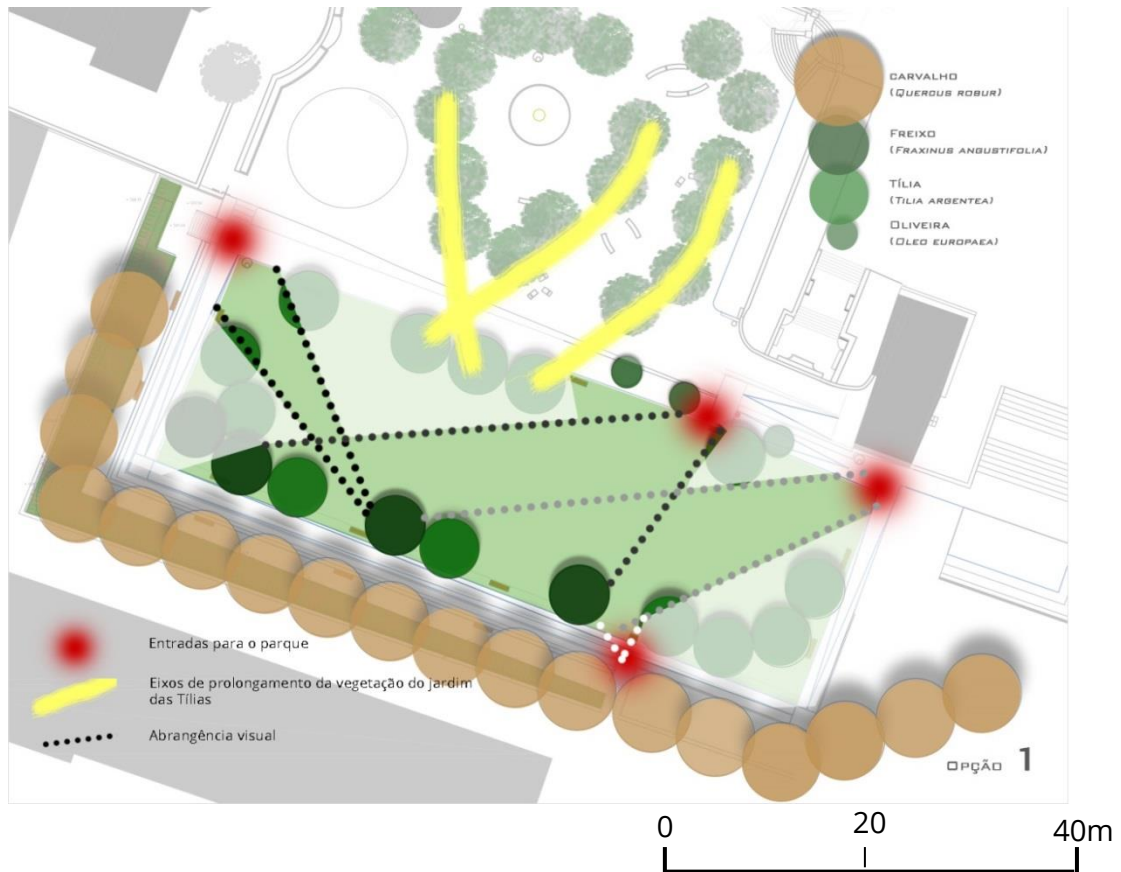 CARVALHO
(QUERCUS ROBUR)
FREIXO
(FRAXINUS ANGUSTIFOLIA)
TÍLIA
(TILIA ARGENTEA)
OLIVEIRA
(OLEO EUROPAEA)
Entradas para o parque
Eixos de prolongamento da vegetação do jardim
das Tílias
Abrangência visual
OPÇÃO 1
0 20 40m